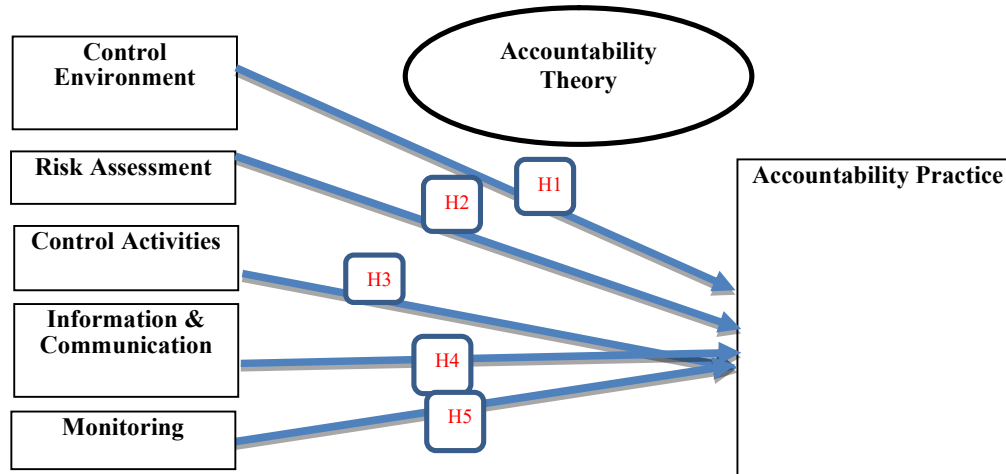 Control
Environment
Accountability
Theory
Risk Assessment
Accountability Practice
H1
H2
Control Activities
H3
Information &
Communication
H4
H5
Monitoring